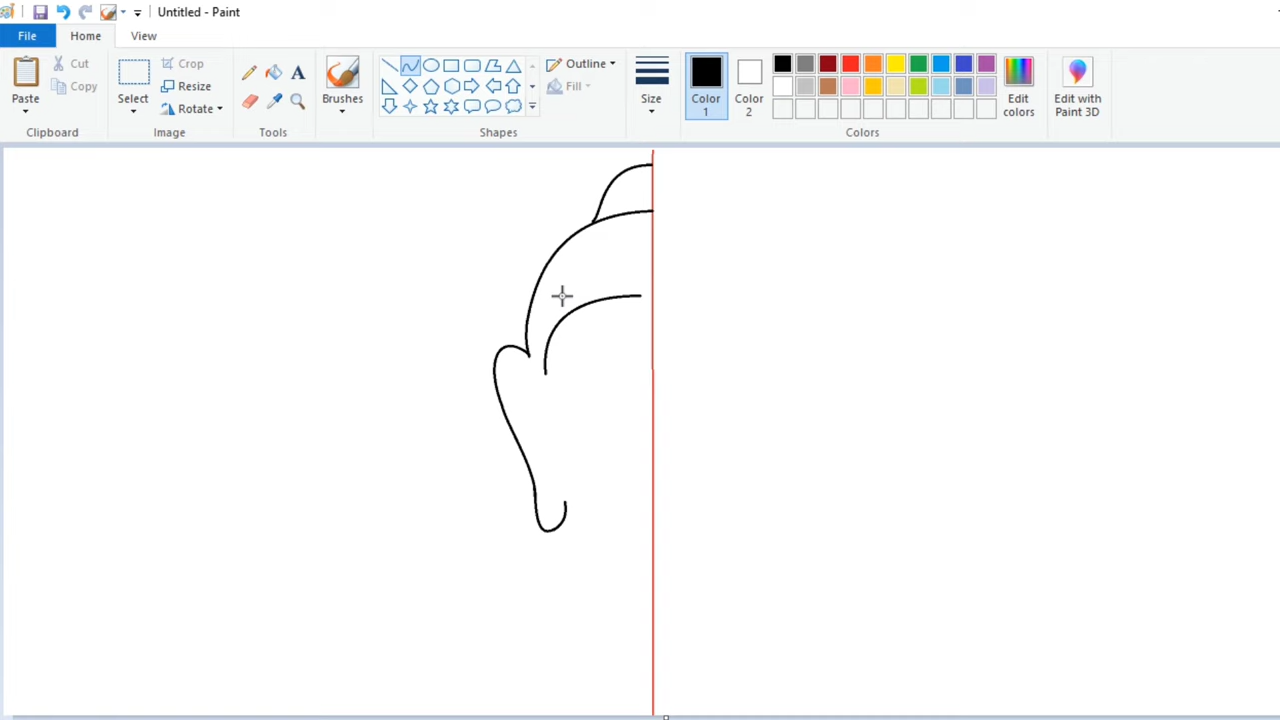 Untitled - Paint
File Home View
Paste
Cut
Copy
Clipboard
Select
Crop
Resize
Rotate
Image
A
Tools
Brushes
Outline
Fill
Shapes
Size
Color 1
Color 2
Edit colors
Colors
Edit with Paint 3D